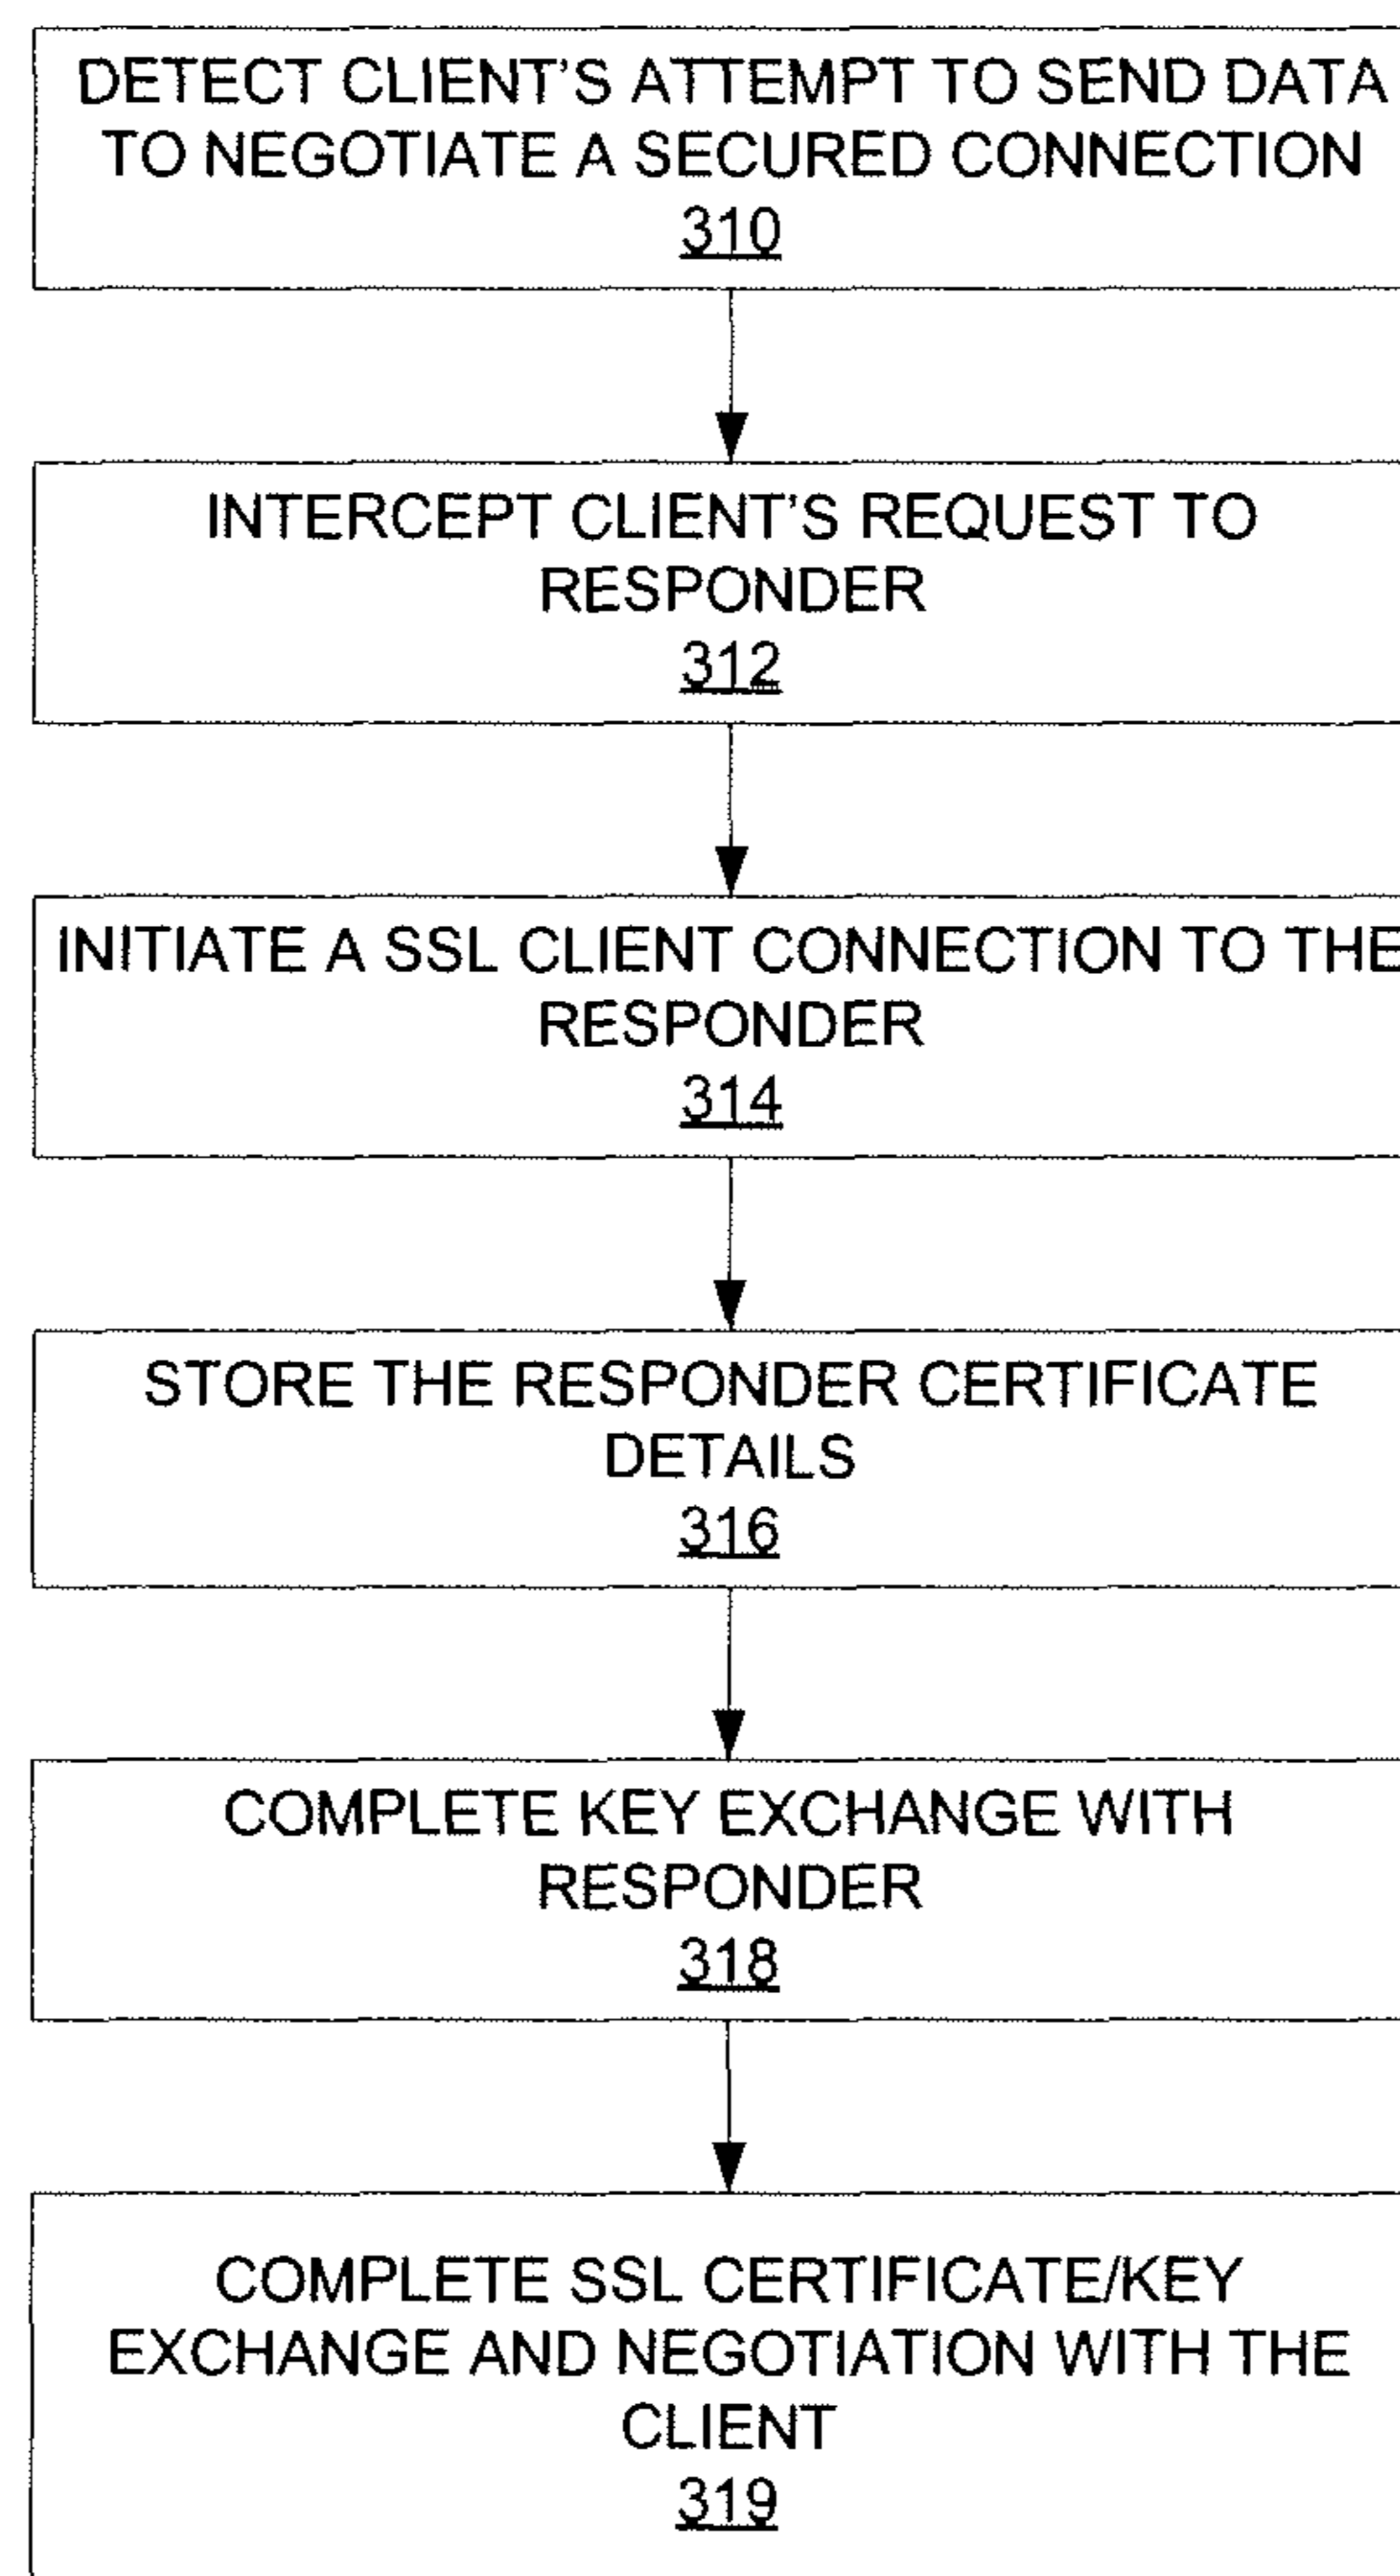 DETECT CLIENT'S ATTEMPT TO SEND DATA
TO NEGOTIATE A SECURED CONNECTION
310
INTERCEPT CLIENT'S REQUEST TO
RESPONDER
312
INITIATE A SSL CLIENT CONNECTION TO THE
RESPONDER
314
STORE THE RESPONDER CERTIFICATE
DETAILS
316
COMPLETE KEY EXCHANGE WITH
RESPONDER
318
COMPLETE SSL CERTIFICATE/KEY
EXCHANGE AND NEGOTIATION WITH THE
CLIENT
319